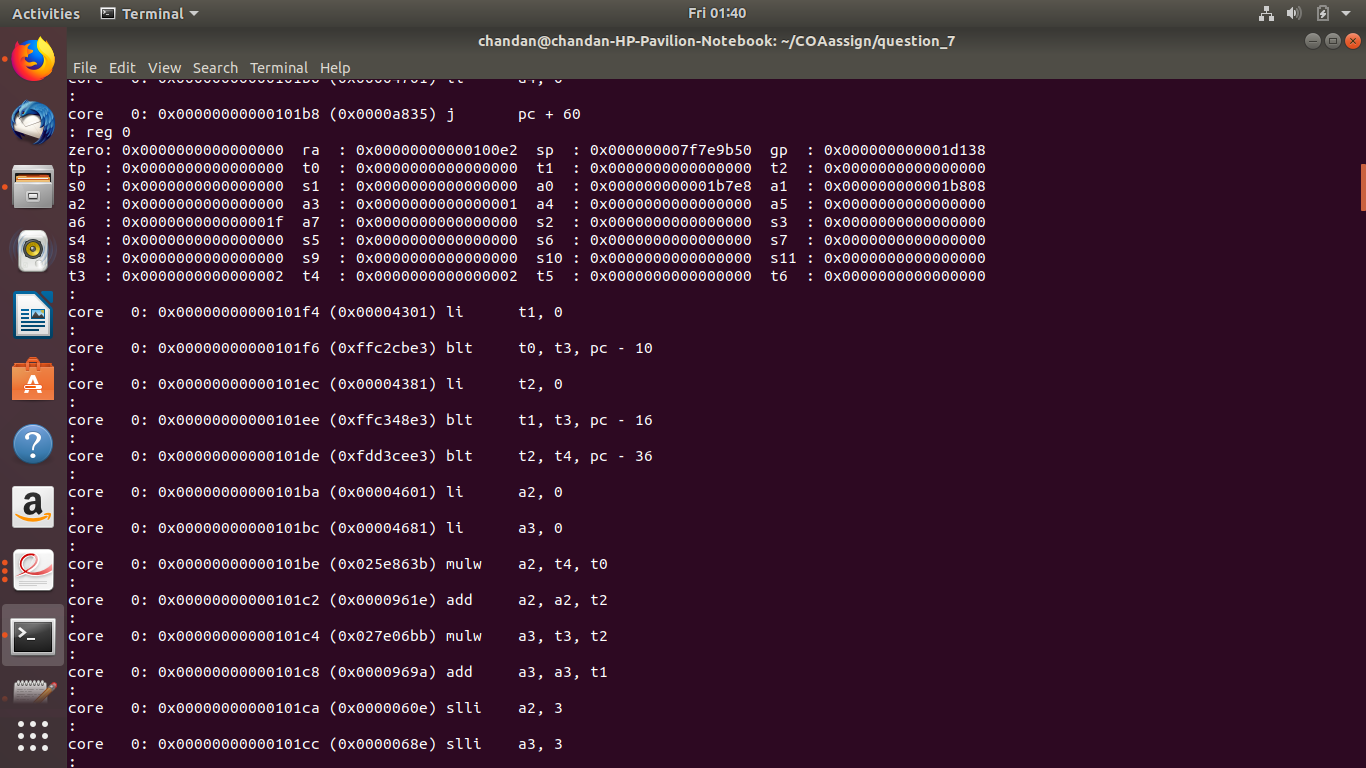 Activities Terminal Fri 01:40
chandan@chandan-HP-Pavilion-Notebook: ~/COAassign/question_7
File Edit View Search Terminal Help
:
core   0: 0x00000000000101b8 (0x0000a835) j       pc + 60
: reg 0
zero: 0x0000000000000000  ra  : 0x00000000000100e2  sp  : 0x000000007f7e9b50  gp  : 0x000000000001d138
tp  : 0x0000000000000000  t0  : 0x0000000000000000  t1  : 0x0000000000000000  t2  : 0x0000000000000000
s0  : 0x0000000000000000  s1  : 0x0000000000000000  a0  : 0x000000000001b7e8  a1  : 0x000000000001b808
a2  : 0x0000000000000000  a3  : 0x0000000000000001  a4  : 0x0000000000000000  a5  : 0x0000000000000000
a6  : 0x000000000000001f  a7  : 0x0000000000000000  s2  : 0x0000000000000000  s3  : 0x0000000000000000
s4  : 0x0000000000000000  s5  : 0x0000000000000000  s6  : 0x0000000000000000  s7  : 0x0000000000000000
s8  : 0x0000000000000000  s9  : 0x0000000000000000  s10 : 0x0000000000000000  s11 : 0x0000000000000000
t3  : 0x0000000000000002  t4  : 0x0000000000000002  t5  : 0x0000000000000000  t6  : 0x0000000000000000
:
core   0: 0x00000000000101f4 (0x00004301) li      t1, 0
:
core   0: 0x00000000000101f6 (0xffc2cbe3) blt     t0, t3, pc - 10
:
core   0: 0x00000000000101ec (0x00004381) li      t2, 0
:
core   0: 0x00000000000101ee (0xffc348e3) blt     t1, t3, pc - 16
:
core   0: 0x00000000000101de (0xfdd3cee3) blt     t2, t4, pc - 36
:
core   0: 0x00000000000101ba (0x00004601) li      a2, 0
:
core   0: 0x00000000000101bc (0x00004681) li      a3, 0
:
core   0: 0x00000000000101be (0x025e863b) mulw    a2, t4, t0
:
core   0: 0x00000000000101c2 (0x0000961e) add     a2, a2, t2
:
core   0: 0x00000000000101c4 (0x027e06bb) mulw    a3, t3, t2
:
core   0: 0x00000000000101c8 (0x0000969a) add     a3, a3, t1
:
core   0: 0x00000000000101ca (0x0000060e) slli    a2, 3
:
core   0: 0x00000000000101cc (0x0000068e) slli    a3, 3
: